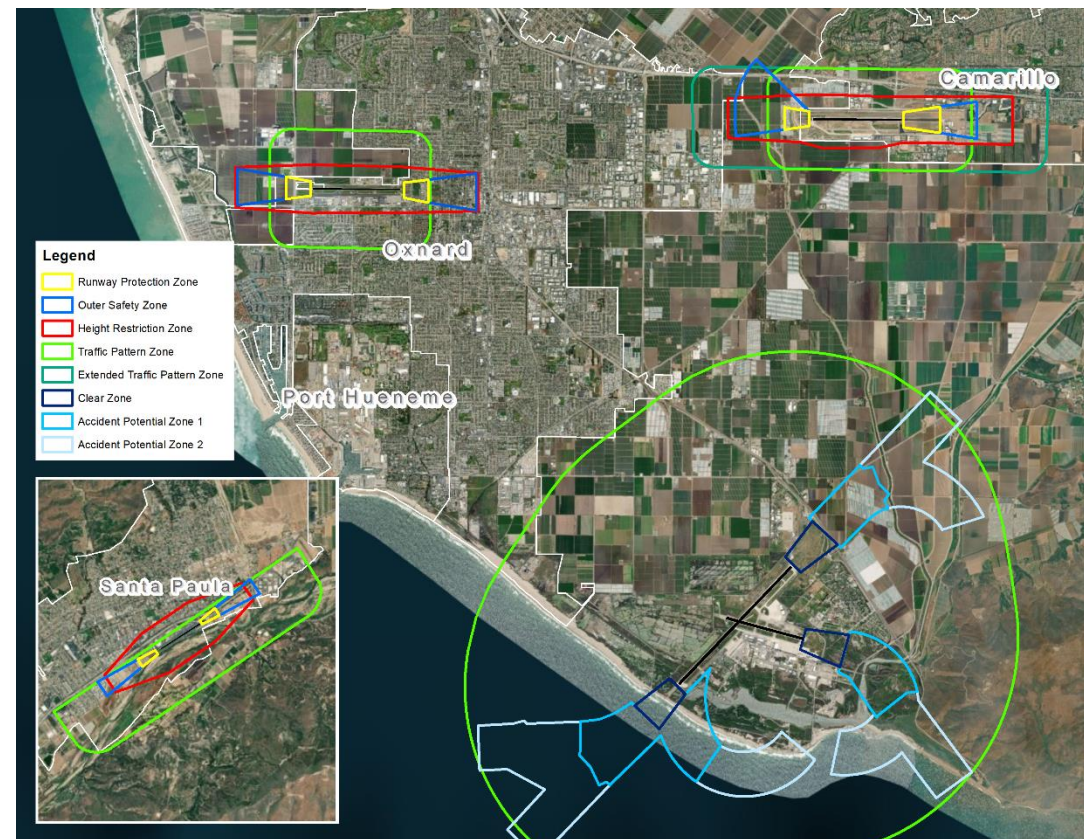 Camarillo
Oxnard
Legend
Runway Protection Zone
Outer Safety Zone
Height Restriction Zone
Traffic Pattern Zone
Extended Traffic Pattern Zone
Clear Zone
Accident Potential Zone 1
Accident Potential Zone 2
Port Hueneme
Santa Paula